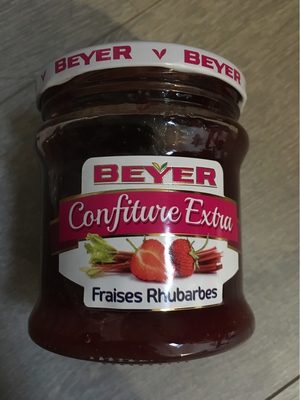 BEYER BEYER
BEYER
Confiture Extra
Fraises Rhubarbes